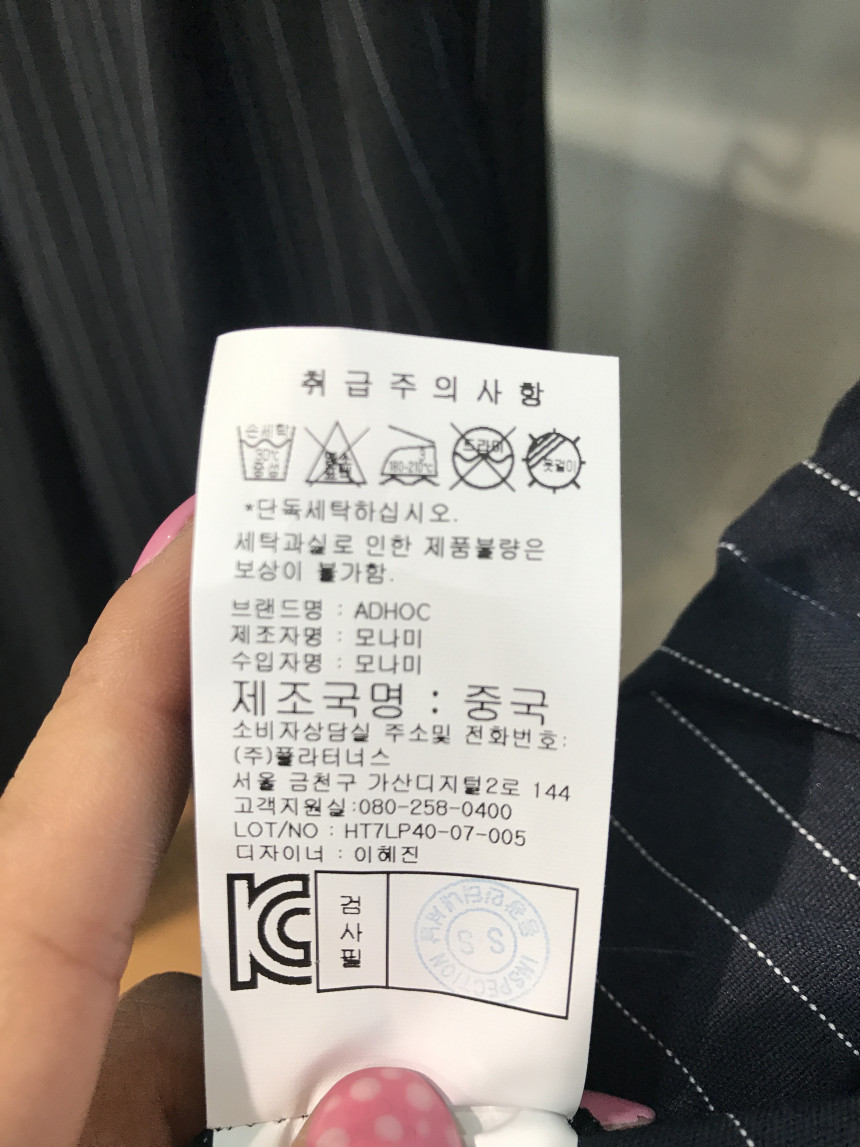 취급주의사항
손세탁 30℃ 중성
염소 표백
180-210℃
드라이
옷걸이
*단독세탁하십시오.
세탁과실로 인한 제품불량은
보상이 불가함.
브랜드명 : ADHOC
제조자명 : 모나미
수입자명 : 모나미
제조국명 : 중국
소비자상담실 주소및 전화번호:
(주)플라터너스
서울 금천구 가산디지털2로 144
고객지원실:080-258-0400
LOT/NO : HT7LP40-07-005
디자이너 : 이혜진
검사필
S S
INSPECTION